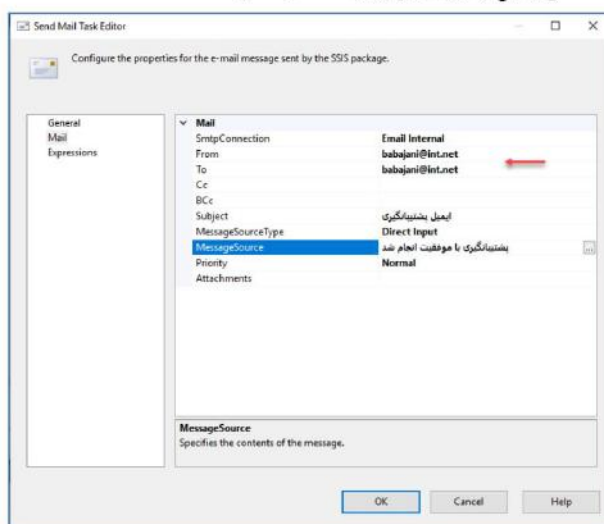 Send Mail Task Editor
Configure the properties for the e-mail message sent by the SSIS package.
General
Mail
Expressions
Mail
SmtpConnection Email Internal
From babajani@int.net
To babajani@int.net
Cc
BCc
Subject ایمیل پشتیبانگیری
MessageSourceType Direct Input
MessageSource پشتیبانگیری با موفقیت انجام شد
Priority Normal
Attachments
MessageSource
Specifies the contents of the message.
OK Cancel Help